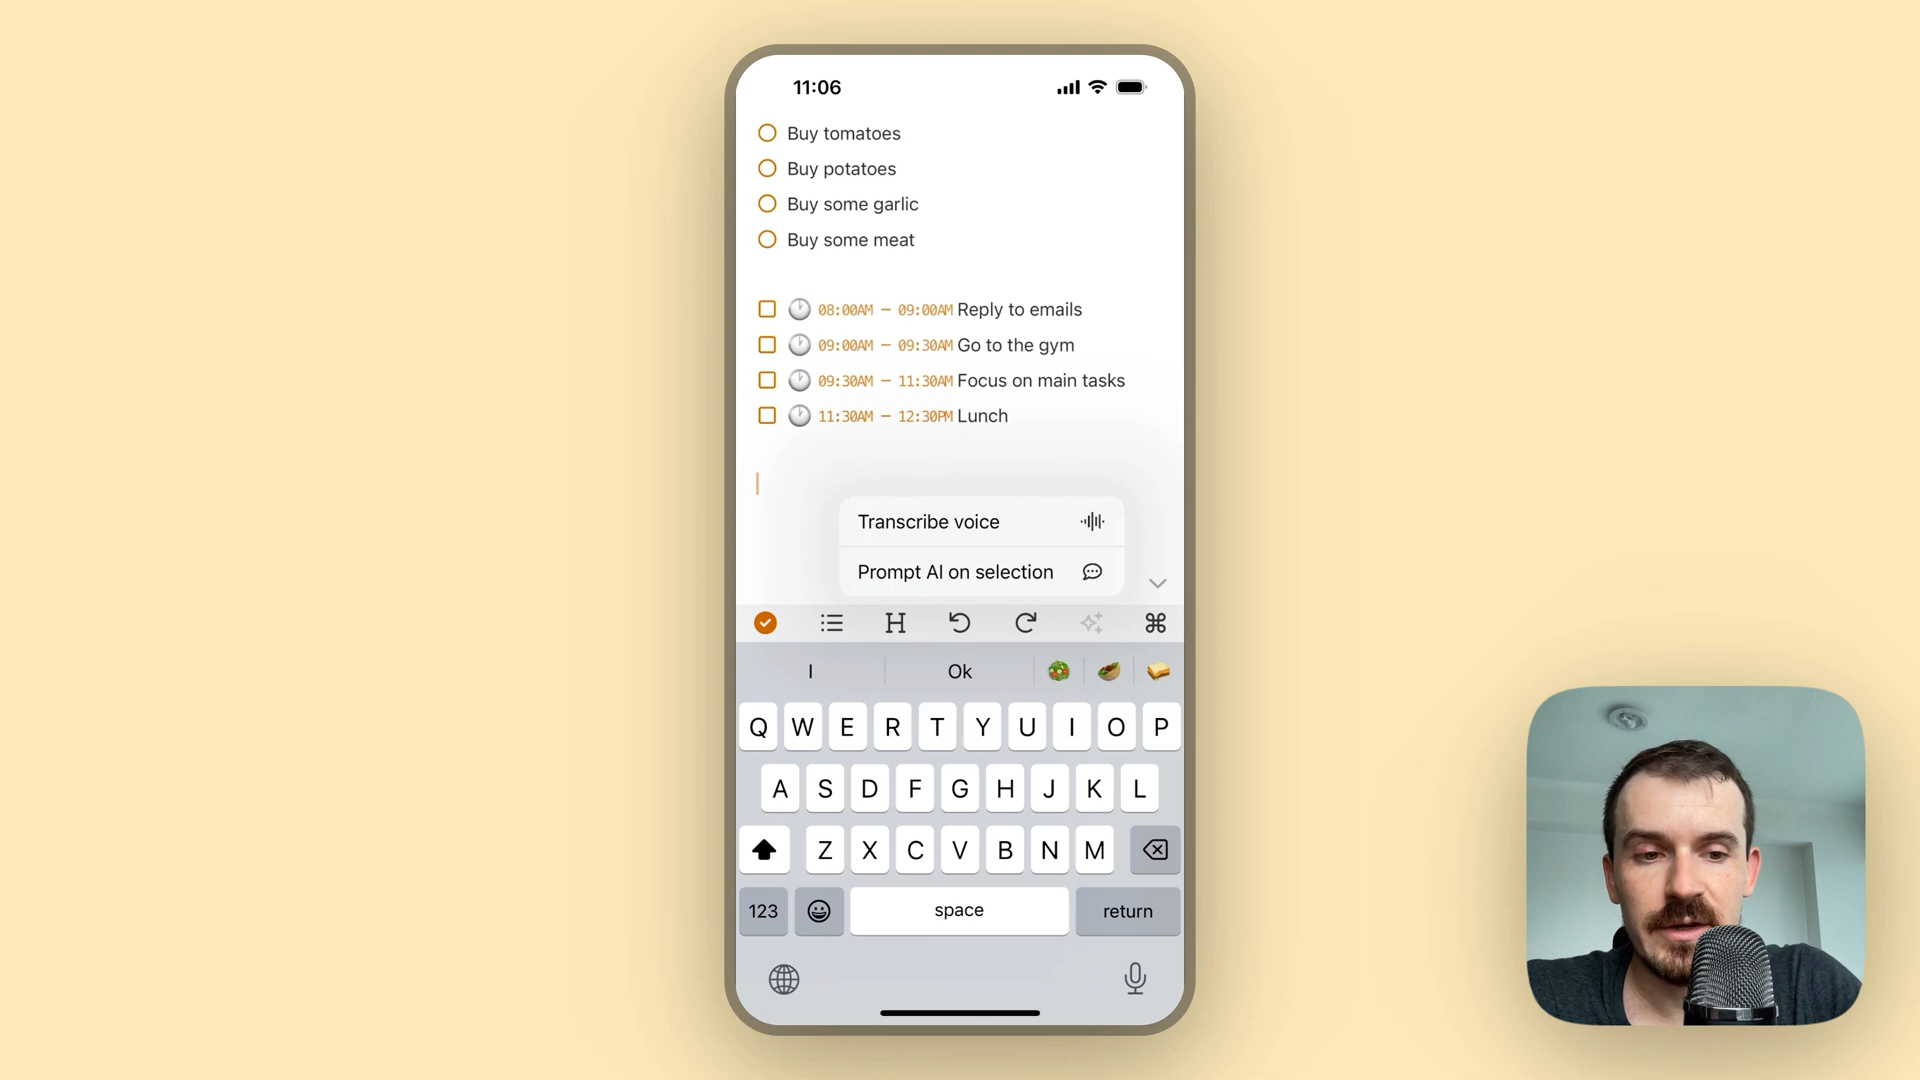 11:06
Buy tomatoes
Buy potatoes
Buy some garlic
Buy some meat
08:00AM – 09:00AM Reply to emails
09:00AM – 09:30AM Go to the gym
09:30AM – 11:30AM Focus on main tasks
11:30AM – 12:30PM Lunch
Transcribe voice
Prompt AI on selection
H
I Ok
Q W E R T Y U I O P
A S D F G H J K L
Z X C V B N M
123 space return